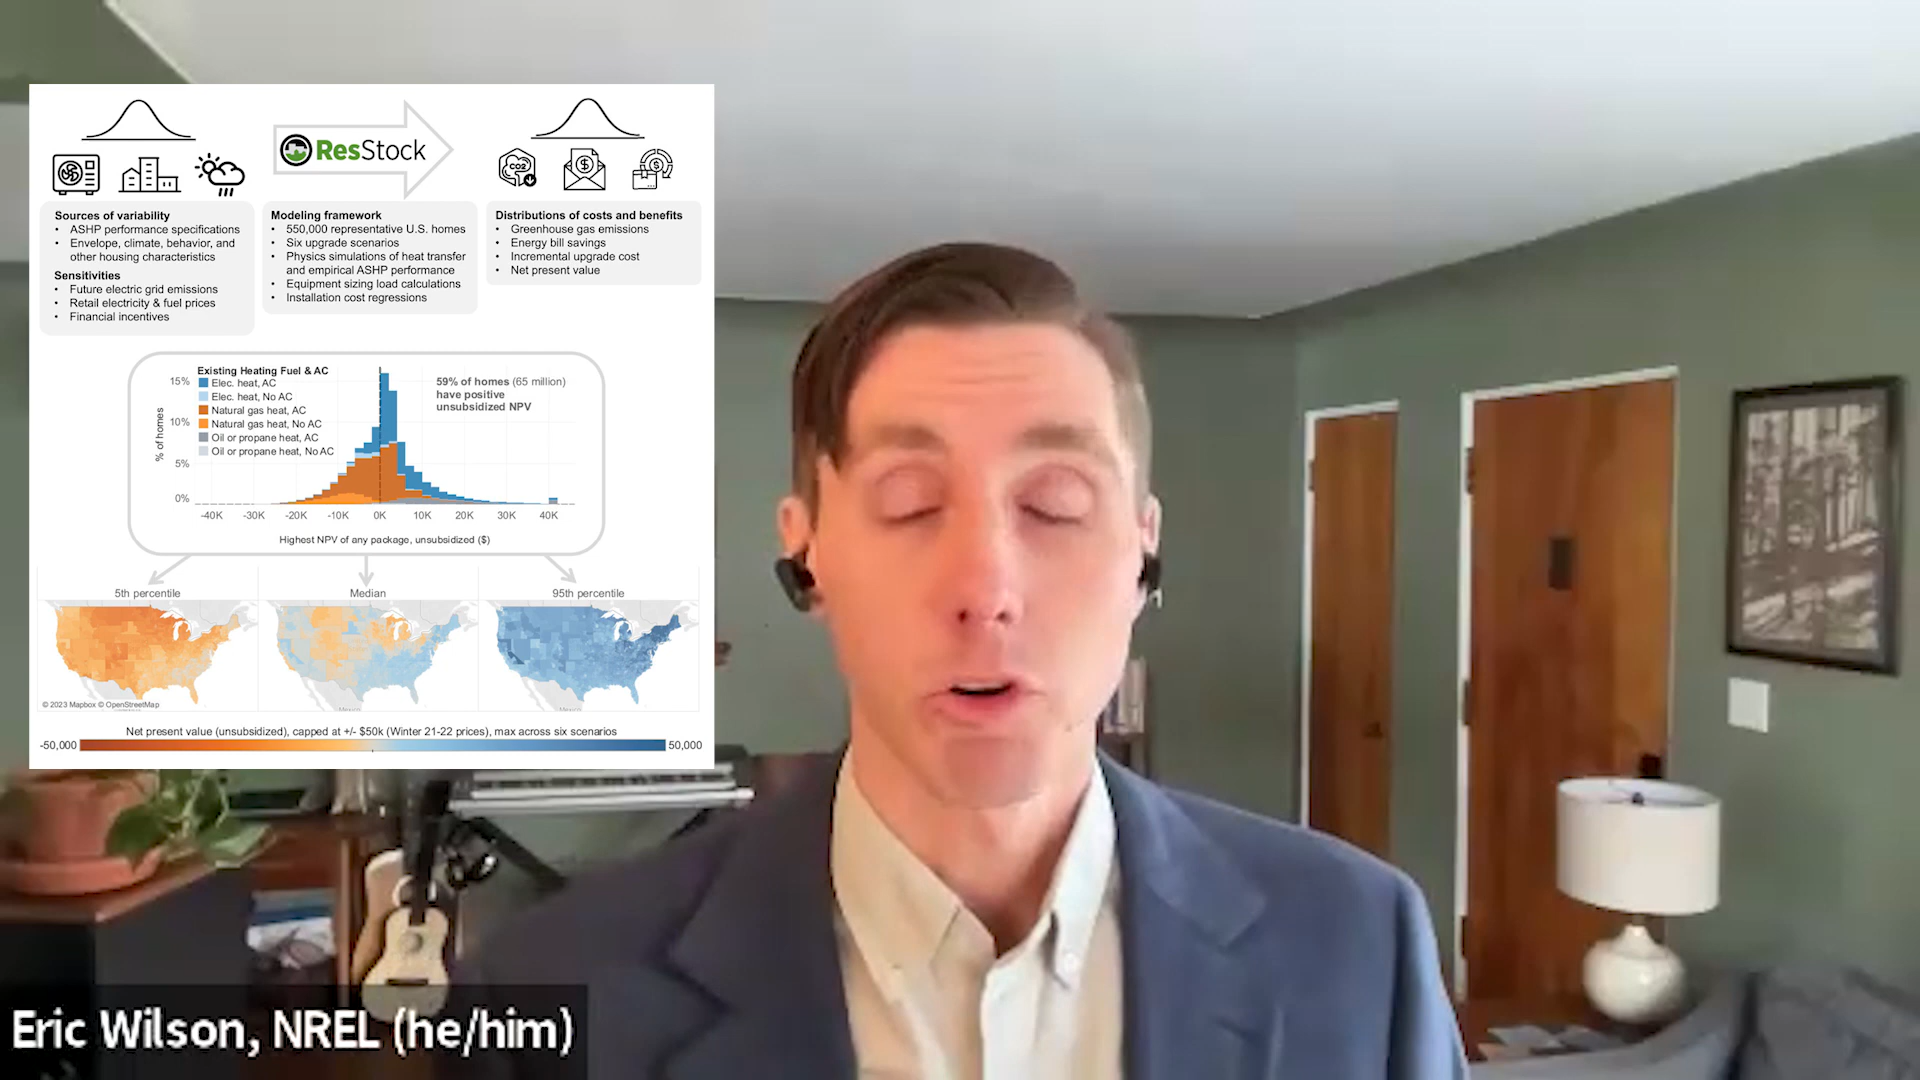 ResStock
CO2
Sources of variability
• ASHP performance specifications
• Envelope, climate, behavior, and
other housing characteristics
Sensitivities
• Future electric grid emissions
• Retail electricity & fuel prices
• Financial incentives
Modeling framework
• 550,000 representative U.S. homes
• Six upgrade scenarios
• Physics simulations of heat transfer
and empirical ASHP performance
• Equipment sizing load calculations
• Installation cost regressions
Distributions of costs and benefits
• Greenhouse gas emissions
• Energy bill savings
• Incremental upgrade cost
• Net present value
Existing Heating Fuel & AC
Elec. heat, AC
Elec. heat, No AC
Natural gas heat, AC
Natural gas heat, No AC
Oil or propane heat, AC
Oil or propane heat, No AC
59% of homes (65 million)
have positive
unsubsidized NPV
% of homes
15%
10%
5%
0%
-40K -30K -20K -10K 0K 10K 20K 30K 40K
Highest NPV of any package, unsubsidized ($)
5th percentile
Median
95th percentile
© 2023 Mapbox © OpenStreetMap
Mexico
Mexico
Net present value (unsubsidized), capped at +/- $50k (Winter 21-22 prices), max across six scenarios
-50,000 50,000
Eric Wilson, NREL (he/him)